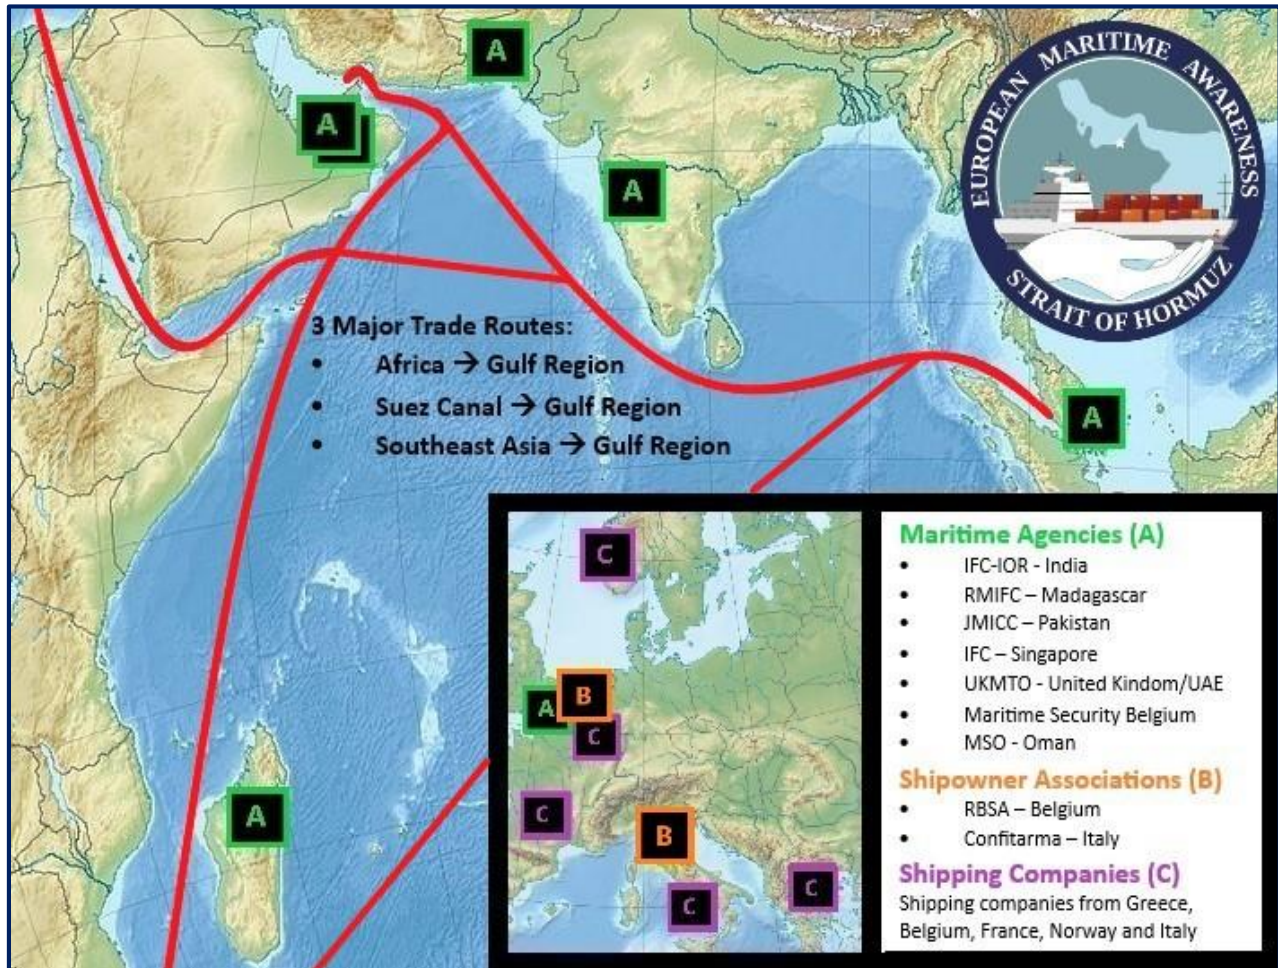 A
A
A
EUROPEAN MARITIME AWARENESS
STRAIT OF HORMUZ
3 Major Trade Routes:
• Africa → Gulf Region
• Suez Canal → Gulf Region
• Southeast Asia → Gulf Region
A
A
C
B
A
C
C
B
C
C
Maritime Agencies (A)
• IFC-IOR - India
• RMIFC – Madagascar
• JMICC – Pakistan
• IFC – Singapore
• UKMTO - United Kindom/UAE
• Maritime Security Belgium
• MSO - Oman
Shipowner Associations (B)
• RBSA – Belgium
• Confitarma – Italy
Shipping Companies (C)
Shipping companies from Greece,
Belgium, France, Norway and Italy